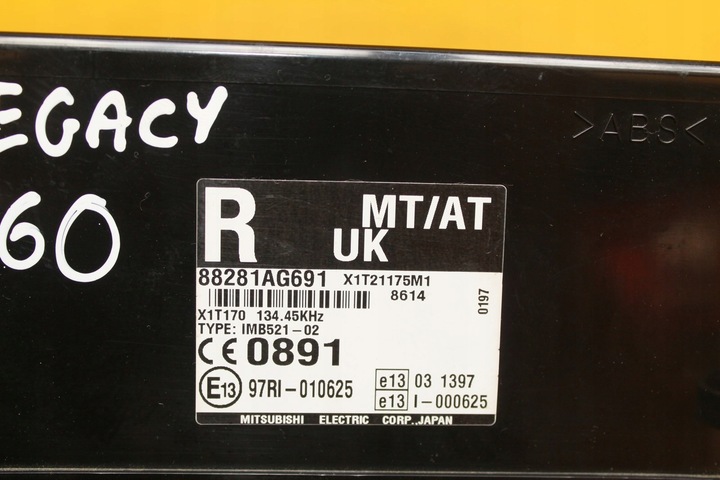 EGACY
60
>ABS<
R MT/AT
UK
88281AG691 X1T21175M1
8614
0197
X1T170 134.45KHz
TYPE: IMB521-02
CE 0891
E13 97RI-010625
e13 03 1397
e13 I-000625
MITSUBISHI ELECTRIC CORP.,JAPAN